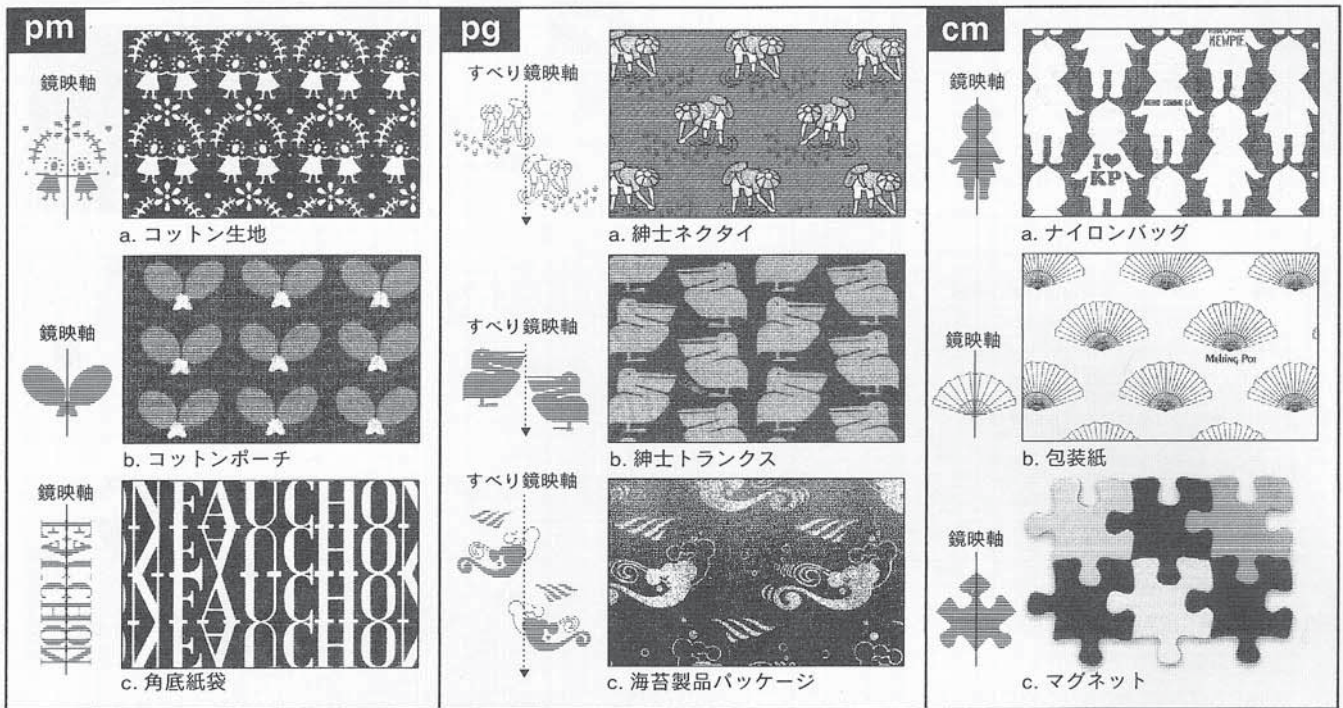 pm
鏡映軸
a. コットン生地
鏡映軸
b. コットンポーチ
鏡映軸
FAUCHON
NFAUCHON
c. 角底紙袋
pg
すべり鏡映軸
a. 紳士ネクタイ
すべり鏡映軸
b. 紳士トランクス
すべり鏡映軸
c. 海苔製品パッケージ
cm
鏡映軸
KEWPIE
I♥
KP
a. ナイロンバッグ
鏡映軸
Melting Pot
b. 包装紙
鏡映軸
c. マグネット